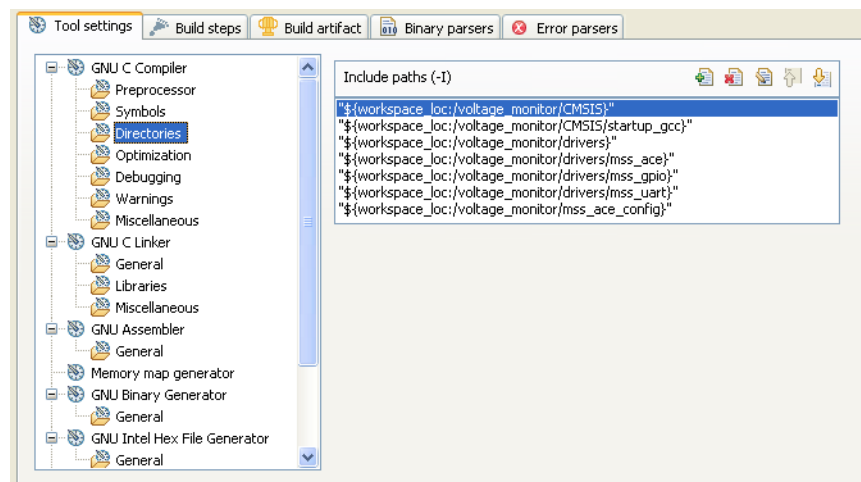 Tool settings Build steps Build artifact Binary parsers Error parsers
GNU C Compiler
Preprocessor
Symbols
Directories
Optimization
Debugging
Warnings
Miscellaneous
GNU C Linker
General
Libraries
Miscellaneous
GNU Assembler
General
Memory map generator
GNU Binary Generator
General
GNU Intel Hex File Generator
General
Include paths (-I)
"${workspace_loc:/voltage_monitor/CMSIS}"
"${workspace_loc:/voltage_monitor/CMSIS/startup_gcc}"
"${workspace_loc:/voltage_monitor/drivers}"
"${workspace_loc:/voltage_monitor/drivers/mss_ace}"
"${workspace_loc:/voltage_monitor/drivers/mss_gpio}"
"${workspace_loc:/voltage_monitor/drivers/mss_uart}"
"${workspace_loc:/voltage_monitor/mss_ace_config}"